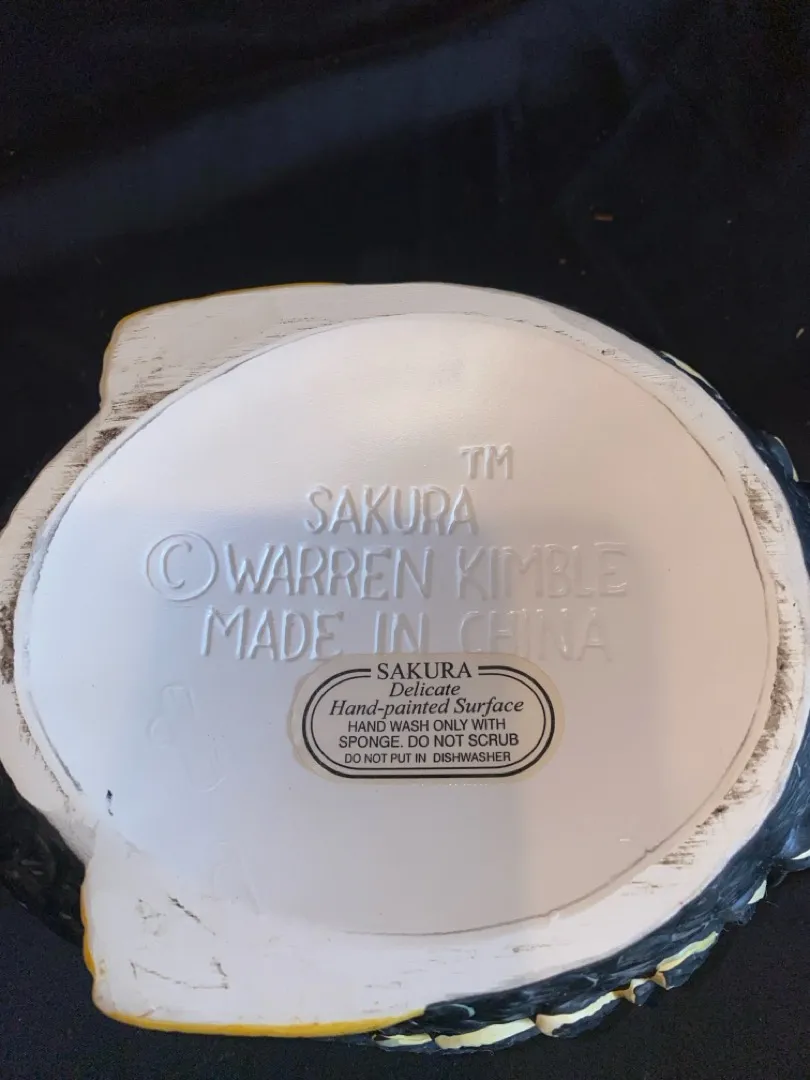 TM
SAKURA
©WARREN KIMBLE
MADE IN CHINA
SAKURA
Delicate
Hand-painted Surface
HAND WASH ONLY WITH
SPONGE. DO NOT SCRUB
DO NOT PUT IN DISHWASHER